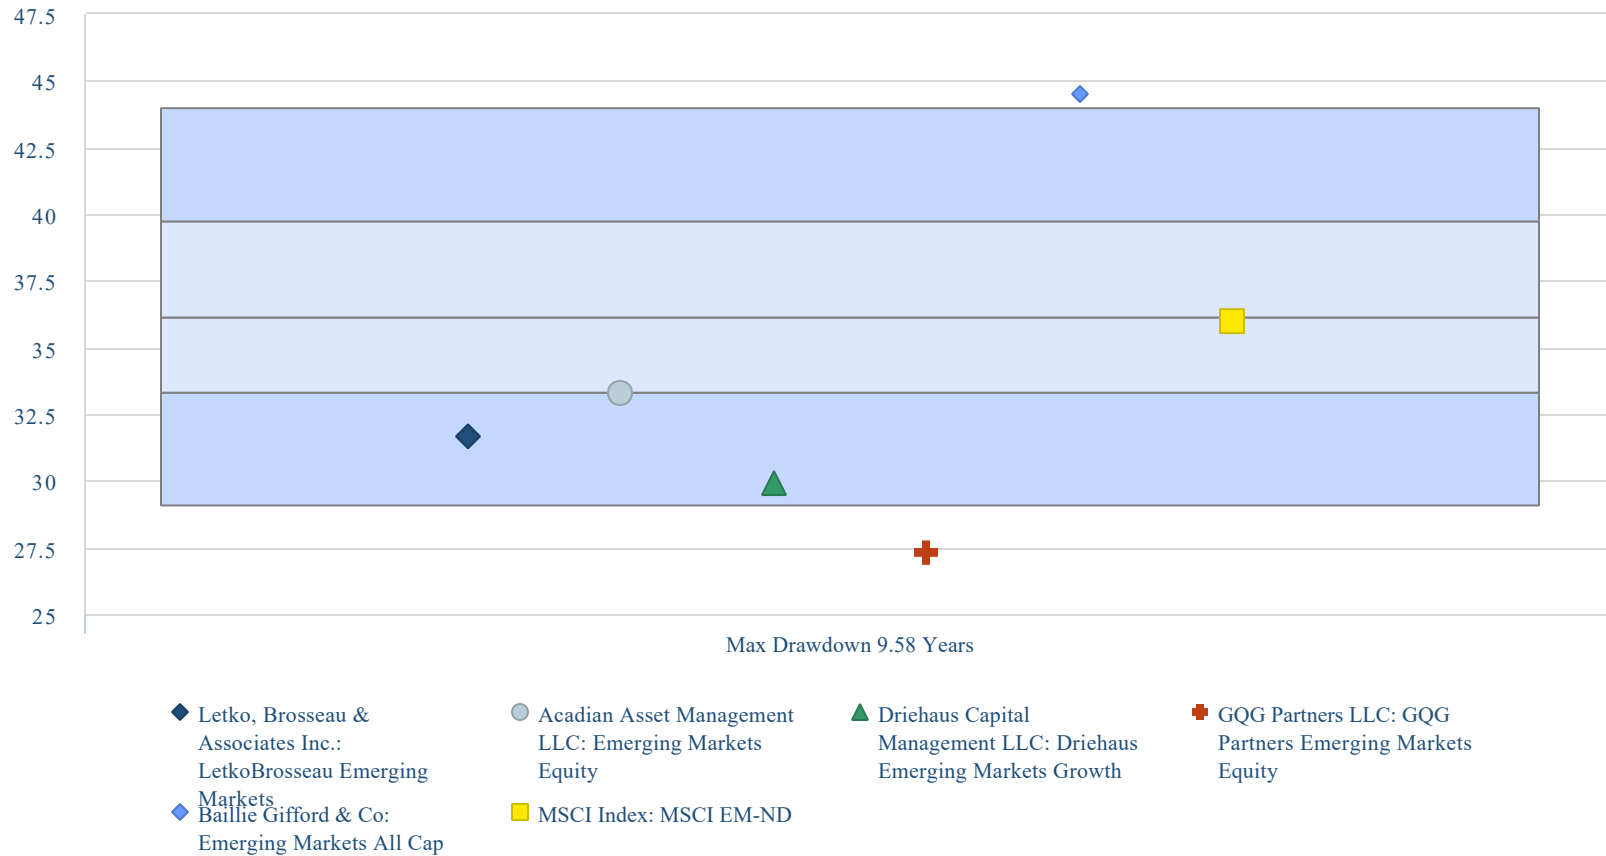 47.5
45
42.5
40
37.5
35
32.5
30
27.5
25
Max Drawdown 9.58 Years
Letko, Brosseau &
Associates Inc.:
LetkoBrosseau Emerging
Markets
Acadian Asset Management
LLC: Emerging Markets
Equity
Driehaus Capital
Management LLC: Driehaus
Emerging Markets Growth
GQG Partners LLC: GQG
Partners Emerging Markets
Equity
Baillie Gifford & Co:
Emerging Markets All Cap
MSCI Index: MSCI EM-ND